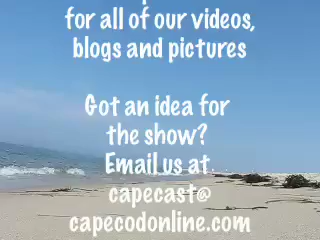 for all of our videos,
blogs and pictures
Got an idea for
the show?
Email us at
capecast@
capecodonline.com